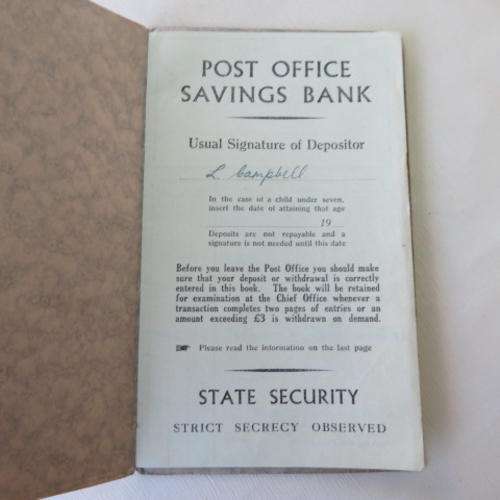 POST OFFICE
SAVINGS BANK
Usual Signature of Depositor
L Campbell
In the case of a child under seven,
insert the date of attaining that age
19
Deposits are not repayable and a
signature is not needed until this date
Before you leave the Post Office you should make
sure that your deposit or withdrawal is correctly
entered in this book. The book will be retained
for examination at the Chief Office whenever a
transaction completes two pages of entries or an
amount exceeding £3 is withdrawn on demand.
☛ Please read the information on the last page
STATE SECURITY
STRICT SECRECY OBSERVED